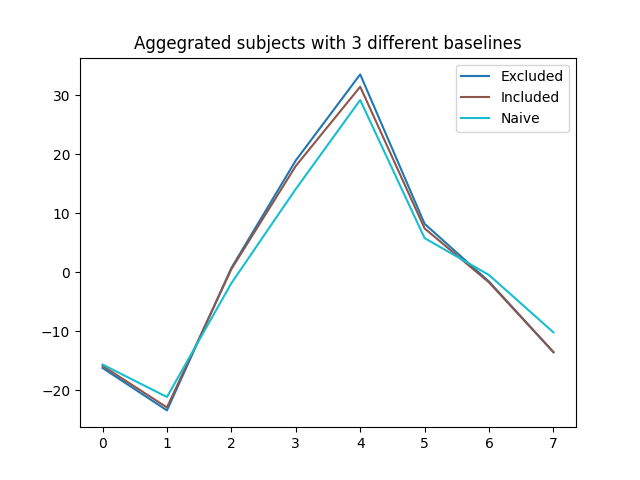 Aggegrated subjects with 3 different baselines
Excluded
Included
Naive
30
20
10
0
−10
−20
0 1 2 3 4 5 6 7